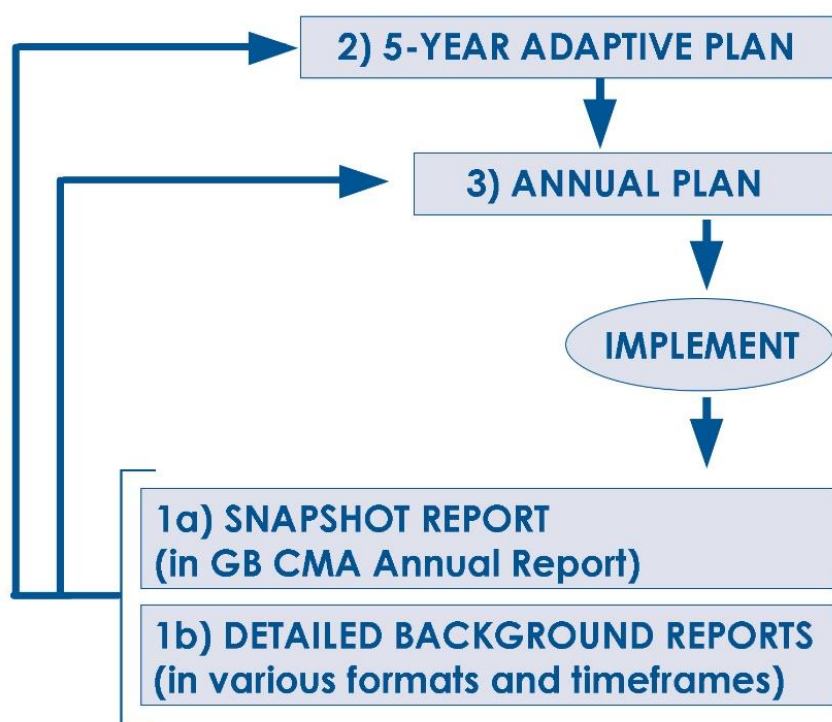 2) 5-YEAR ADAPTIVE PLAN
3) ANNUAL PLAN
IMPLEMENT
1a) SNAPSHOT REPORT
(in GB CMA Annual Report)
1b) DETAILED BACKGROUND REPORTS
(in various formats and timeframes)